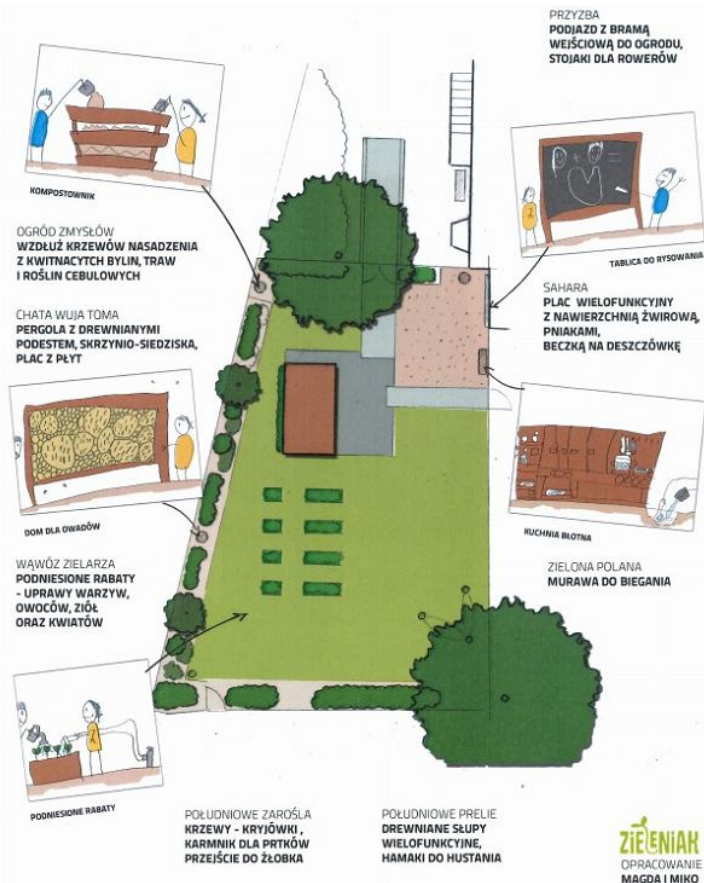 PRZYZBA
PODJAZD Z BRAMĄ
WEJŚCIOWĄ DO OGRODU,
STOJAKI DLA ROWERÓW
KOMPOSTOWNIK
OGRÓD ZMYSŁÓW
WZDŁUŻ KRZEWÓW NASADZENIA
Z KWITNACYTCH BYLIN, TRAW
I ROŚLIN CEBULOWYCH
TABLICA DO RYSOWANIA
CHATA WUJA TOMA
PERGOLA Z DREWNIANYMI
PODESTEM, SKRZYNIO-SIEDZISKA,
PLAC Z PŁYT
SAHARA
PLAC WIELOFUNKCYJNY
Z NAWIERZCHNIĄ ŻWIROWĄ,
PNIAKAMI,
BECZKĄ NA DESZCZÓWKĘ
DOM DLA OWADÓW
KUCHNIA BŁOTNA
WĄWÓZ ZIELARZA
PODNIESIONE RABATY
- UPRAWY WARZYW,
OWOCÓW, ZIÓŁ
ORAZ KWIATÓW
ZIELONA POLANA
MURAWA DO BIEGANIA
PODNIESIONE RABATY
POŁUDNIOWE ZAROŚLA
KRZEWY - KRYJÓWKI ,
KARMNIK DLA PRTKÓW
PRZEJŚCIE DO ŻŁOBKA
POŁUDNIOWE PRELIE
DREWNIANE SŁUPY
WIELOFUNKCYJNE,
HAMAKI DO HUSTANIA
ZIELENIAK
OPRACOWANIE
MAGDA I MIKO